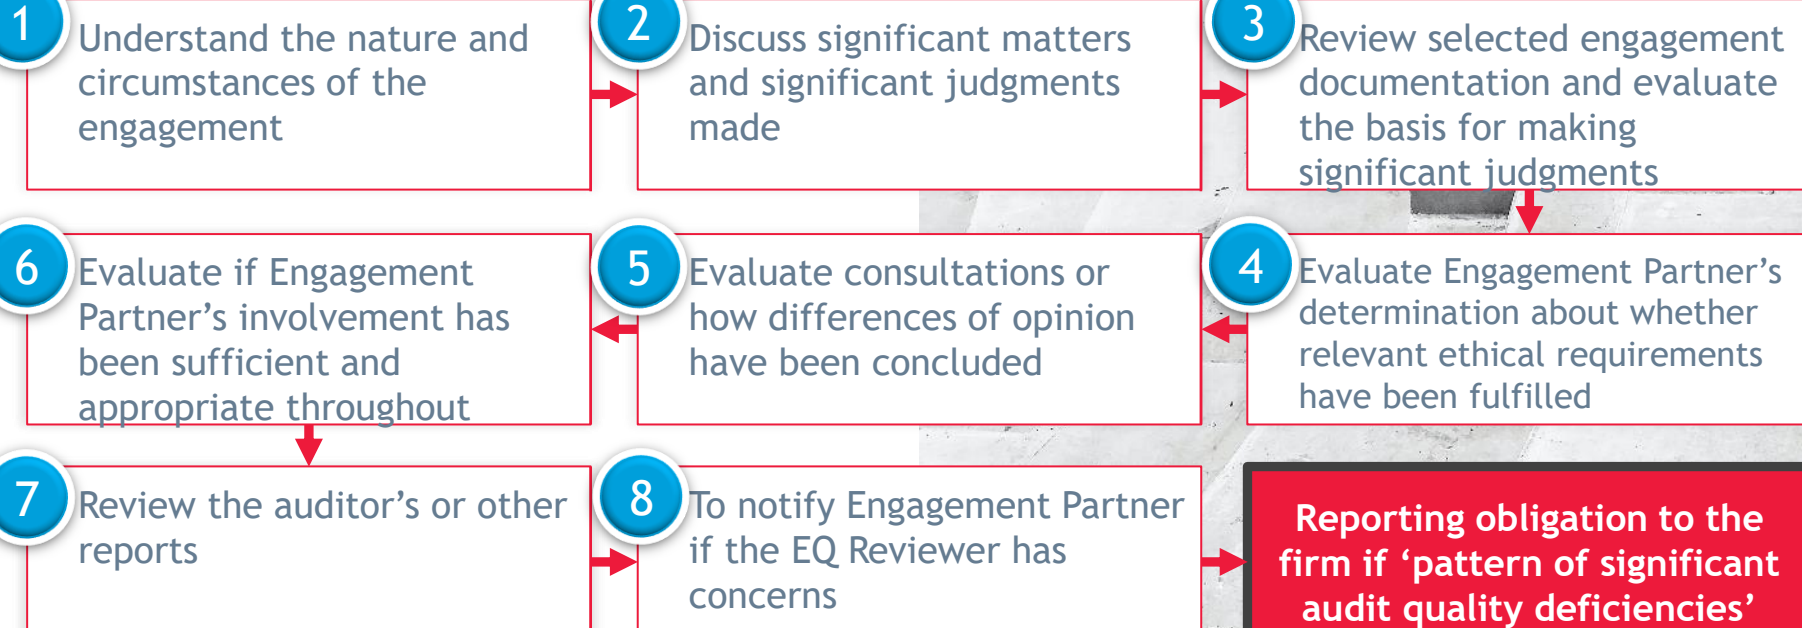 1
Understand the nature and
circumstances of the
engagement
2
Discuss significant matters
and significant judgments
made
3
Review selected engagement
documentation and evaluate
the basis for making
significant judgments
4
Evaluate Engagement Partner’s
determination about whether
relevant ethical requirements
have been fulfilled
5
Evaluate consultations or
how differences of opinion
have been concluded
6
Evaluate if Engagement
Partner’s involvement has
been sufficient and
appropriate throughout
7
Review the auditor’s or other
reports
8
To notify Engagement Partner
if the EQ Reviewer has
concerns
Reporting obligation to the
firm if ‘pattern of significant
audit quality deficiencies’